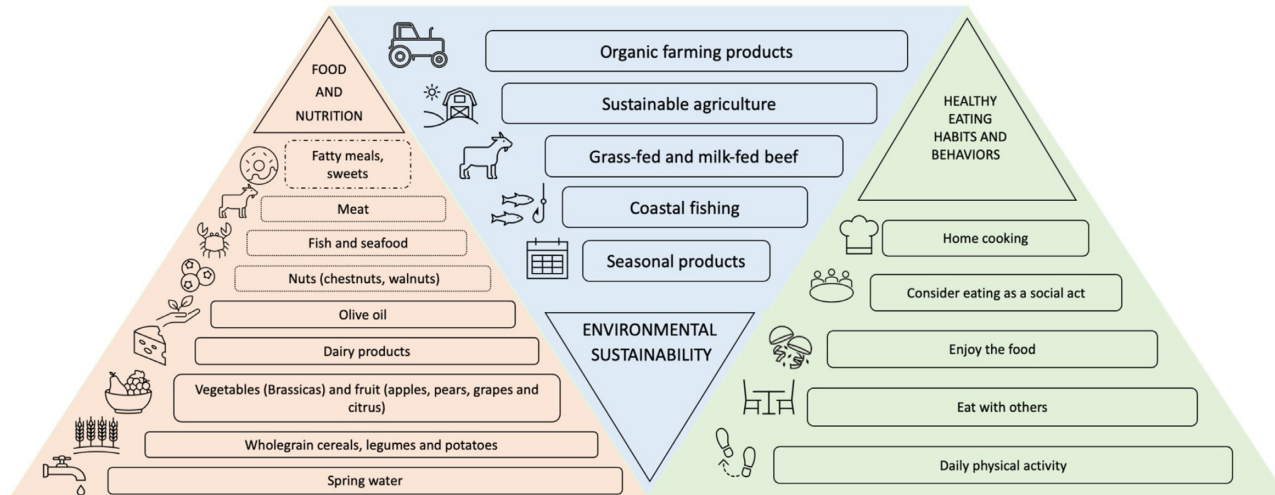 FOOD
AND
NUTRITION
Fatty meals,
sweets
Meat
Fish and seafood
Nuts (chestnuts, walnuts)
Olive oil
Dairy products
Vegetables (Brassicas) and fruit (apples, pears, grapes and
citrus)
Wholegrain cereals, legumes and potatoes
Spring water
Organic farming products
Sustainable agriculture
Grass-fed and milk-fed beef
Coastal fishing
Seasonal products
ENVIRONMENTAL
SUSTAINABILITY
HEALTHY
EATING
HABITS AND
BEHAVIORS
Home cooking
Consider eating as a social act
Enjoy the food
Eat with others
Daily physical activity